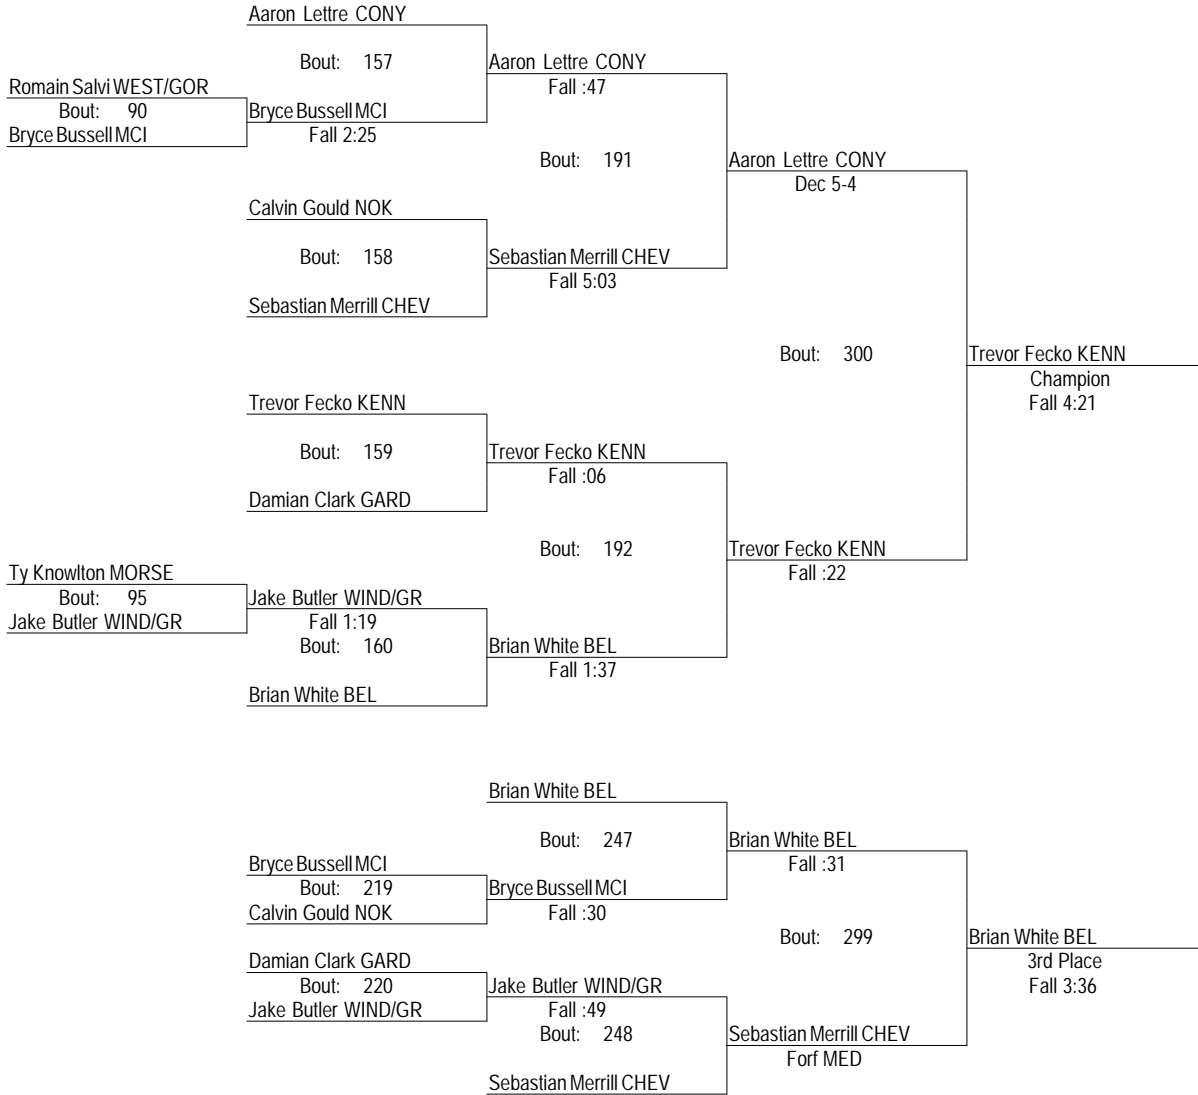 Aaron Lettre CONY
Bout: 157
Aaron Lettre CONY
Fall :47
Romain Salvi WEST/GOR
Bout: 90
Bryce Bussell MCI
Bryce Bussell MCI
Fall 2:25
Bout: 191
Aaron Lettre CONY
Dec 5-4
Calvin Gould NOK
Bout: 158
Sebastian Merrill CHEV
Fall 5:03
Sebastian Merrill CHEV
Bout: 300
Trevor Fecko KENN
Champion
Fall 4:21
Trevor Fecko KENN
Bout: 159
Trevor Fecko KENN
Fall :06
Damian Clark GARD
Bout: 192
Trevor Fecko KENN
Fall :22
Ty Knowlton MORSE
Bout: 95
Jake Butler WIND/GR
Jake Butler WIND/GR
Fall 1:19
Bout: 160
Brian White BEL
Fall 1:37
Brian White BEL
Brian White BEL
Bout: 247
Brian White BEL
Fall :31
Bryce Bussell MCI
Bout: 219
Calvin Gould NOK
Bryce Bussell MCI
Fall :30
Bout: 299
Brian White BEL
3rd Place
Fall 3:36
Damian Clark GARD
Bout: 220
Jake Butler WIND/GR
Jake Butler WIND/GR
Fall :49
Bout: 248
Sebastian Merrill CHEV
Forf MED
Sebastian Merrill CHEV